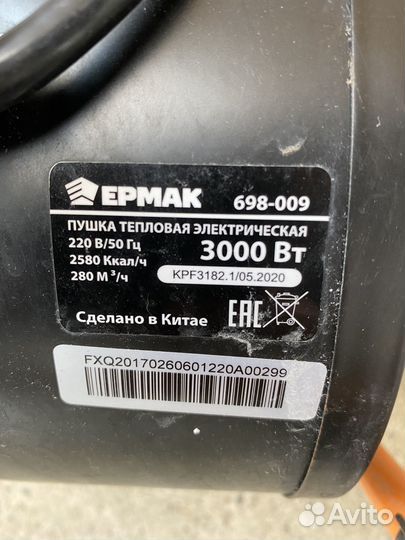 ЕРМАК 698-009
ПУШКА ТЕПЛОВАЯ ЭЛЕКТРИЧЕСКАЯ
220 В/50 Гц 3000 Вт
2580 Ккал/ч
280 М³/ч KPF3182.1/05.2020
Сделано в Китае EAC
FXQ20170260601220A00299
Avito